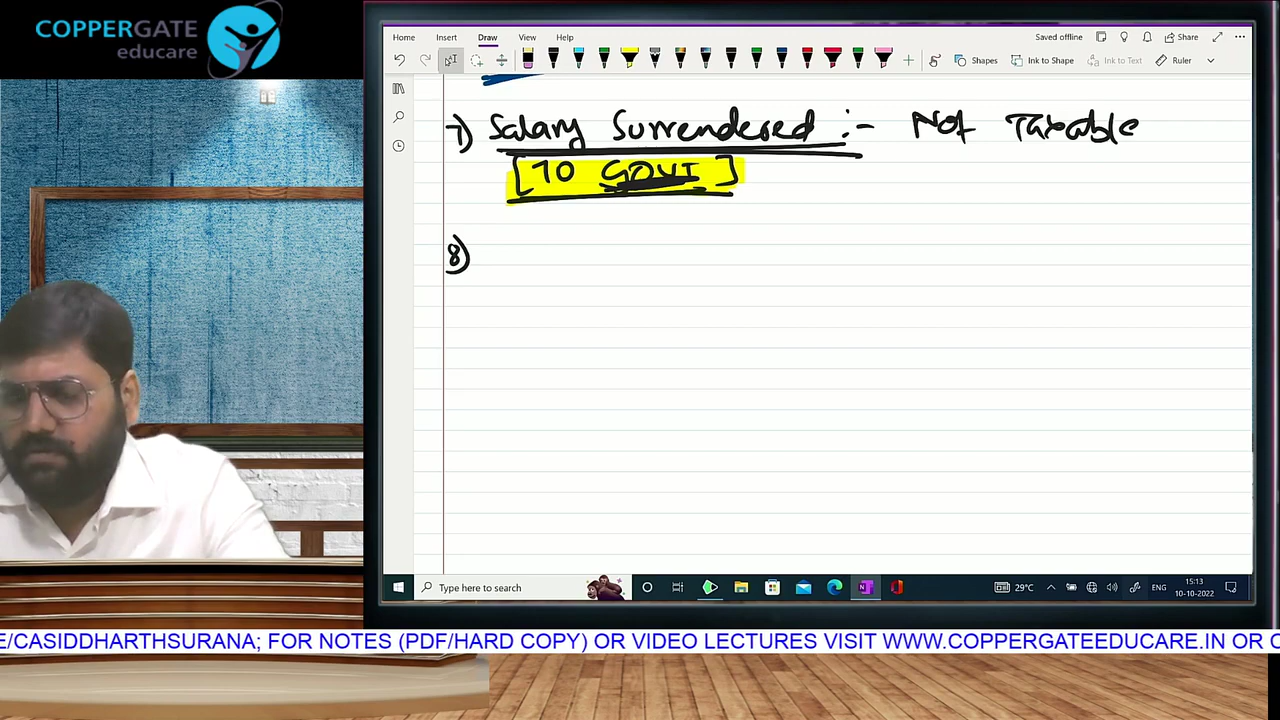 COPPERGATE
educare
Home Insert Draw View Help
Saved offline
Share
Shapes
Ink to Shape
Ink to Text
Ruler
7) Salary Surrendered :- Not Taxable
[TO GOVT]
8)
Type here to search
29°C
ENG
15:13
10-10-2022
E/CASIDDHARTHSURANA; FOR NOTES (PDF/HARD COPY) OR VIDEO LECTURES VISIT WWW.COPPERGATEEDUCARE.IN OR C